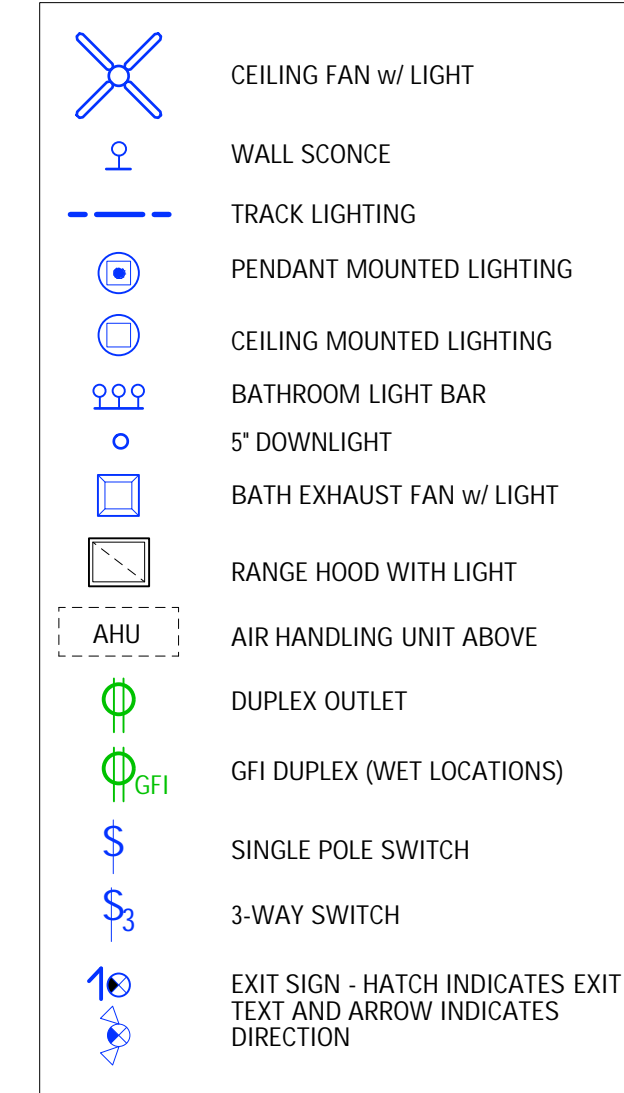 CEILING FAN w/ LIGHT
WALL SCONCE
TRACK LIGHTING
PENDANT MOUNTED LIGHTING
CEILING MOUNTED LIGHTING
BATHROOM LIGHT BAR
5" DOWNLIGHT
BATH EXHAUST FAN w/ LIGHT
RANGE HOOD WITH LIGHT
AHU AIR HANDLING UNIT ABOVE
DUPLEX OUTLET
GFI GFI DUPLEX (WET LOCATIONS)
$ SINGLE POLE SWITCH
$3 3-WAY SWITCH
EXIT SIGN - HATCH INDICATES EXIT
TEXT AND ARROW INDICATES
DIRECTION